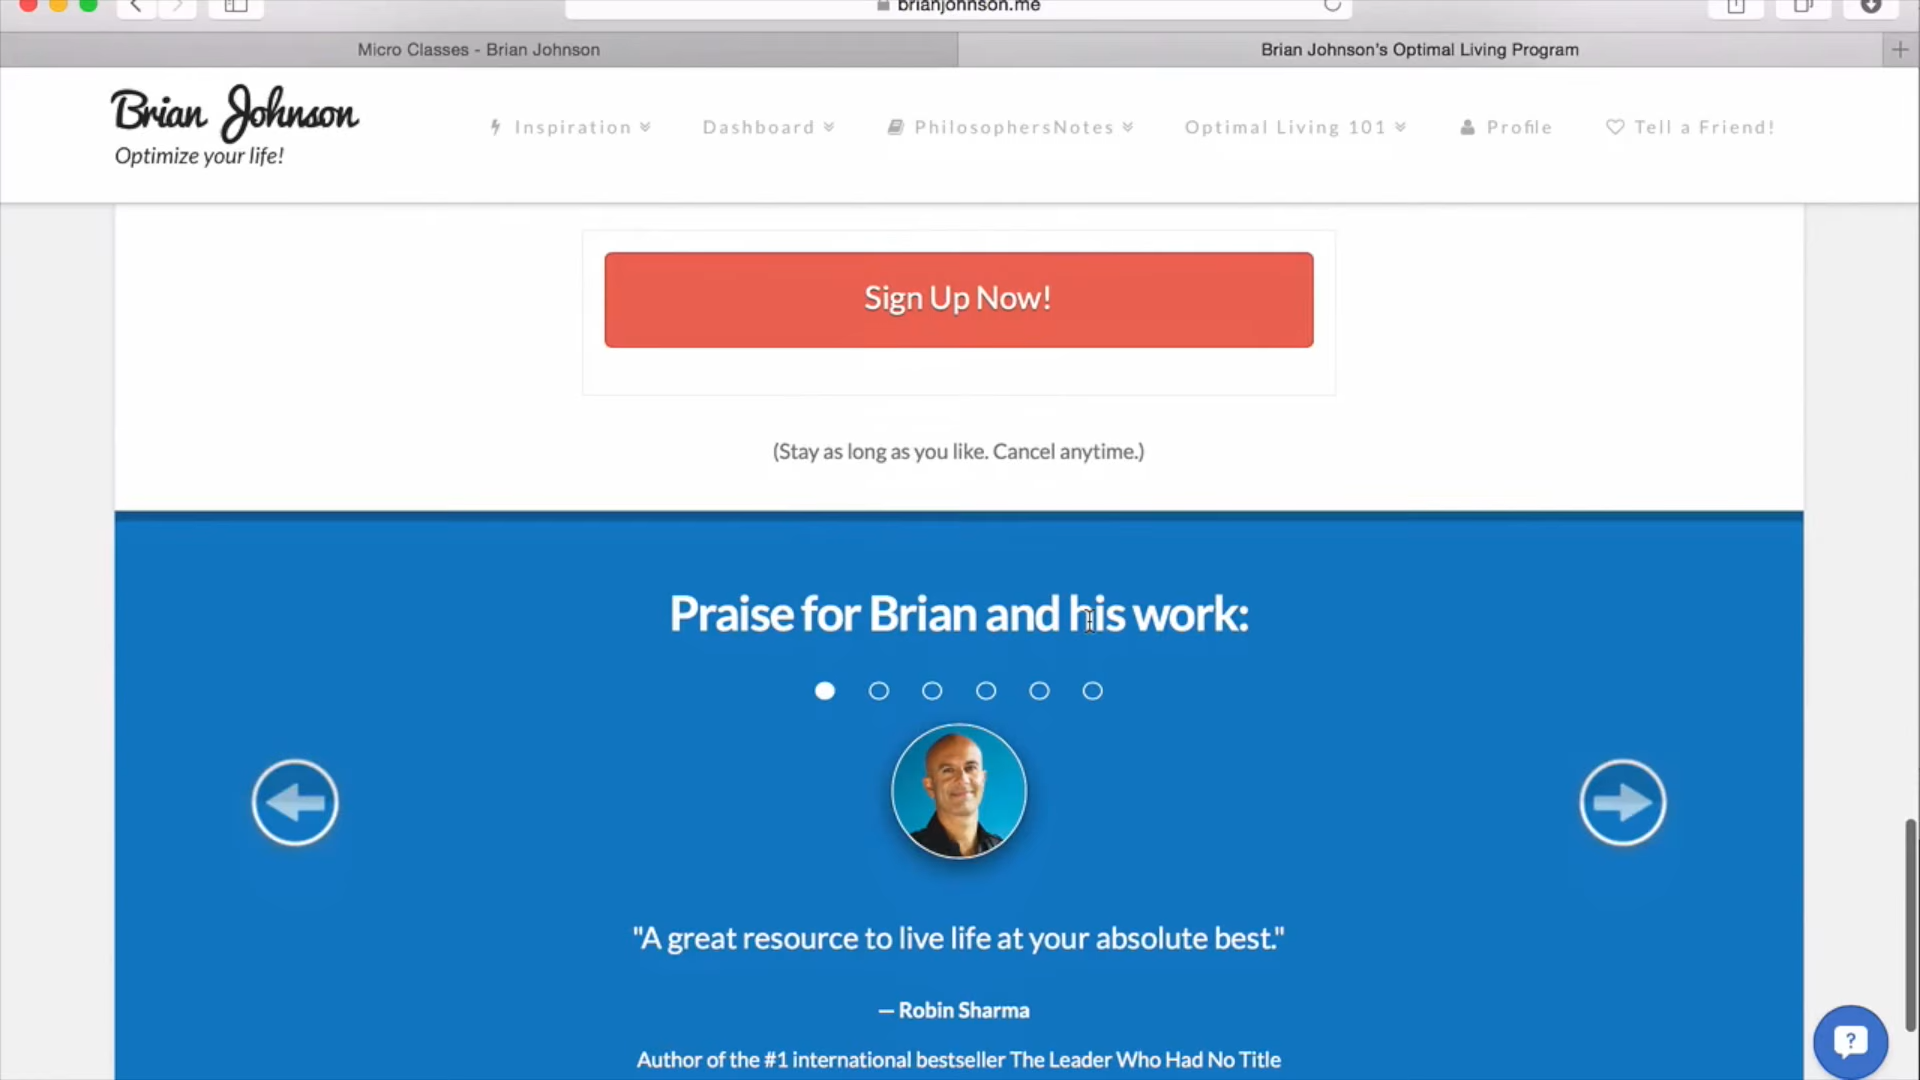 brianjohnson.me
Micro Classes - Brian Johnson
Brian Johnson's Optimal Living Program
Brian Johnson
Optimize your life!
Inspiration
Dashboard
PhilosophersNotes
Optimal Living 101
Profile
Tell a Friend!
Sign Up Now!
(Stay as long as you like. Cancel anytime.)
Praise for Brian and his work:
"A great resource to live life at your absolute best."
— Robin Sharma
Author of the #1 international bestseller The Leader Who Had No Title